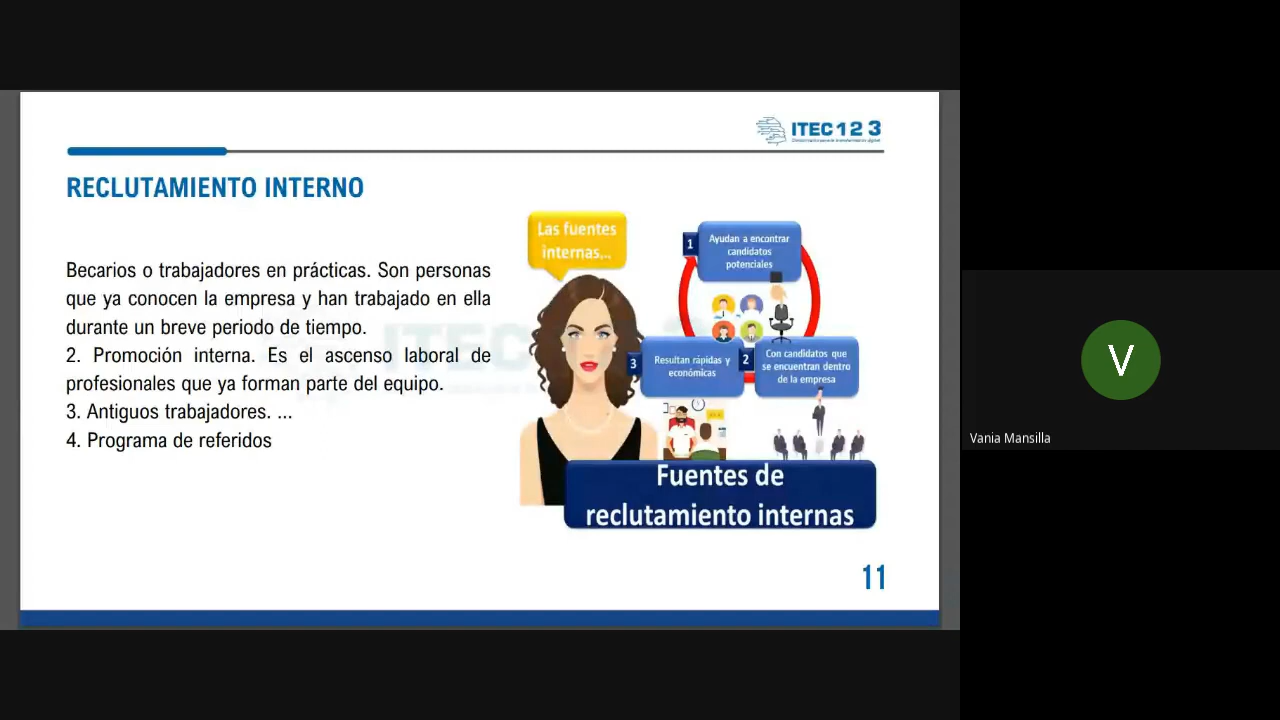 ITEC 1 2 3
RECLUTAMIENTO INTERNO
Becarios o trabajadores en prácticas. Son personas
que ya conocen la empresa y han trabajado en ella
durante un breve periodo de tiempo.
2. Promoción interna. Es el ascenso laboral de
profesionales que ya forman parte del equipo.
3. Antiguos trabajadores. ...
4. Programa de referidos
Las fuentes
internas...
1
Ayudan a encontrar
candidatos
potenciales
2
Con candidatos que
se encuentran dentro
de la empresa
3
Resultan rápidas y
económicas
Fuentes de
reclutamiento internas
11
V
Vania Mansilla